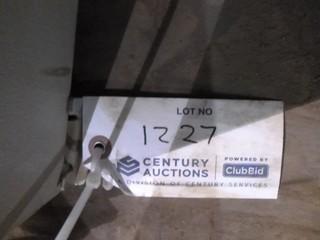 LOT NO
1227
CENTURY
AUCTIONS
POWERED BY
ClubBid
A DIVISION OF CENTURY SERVICES